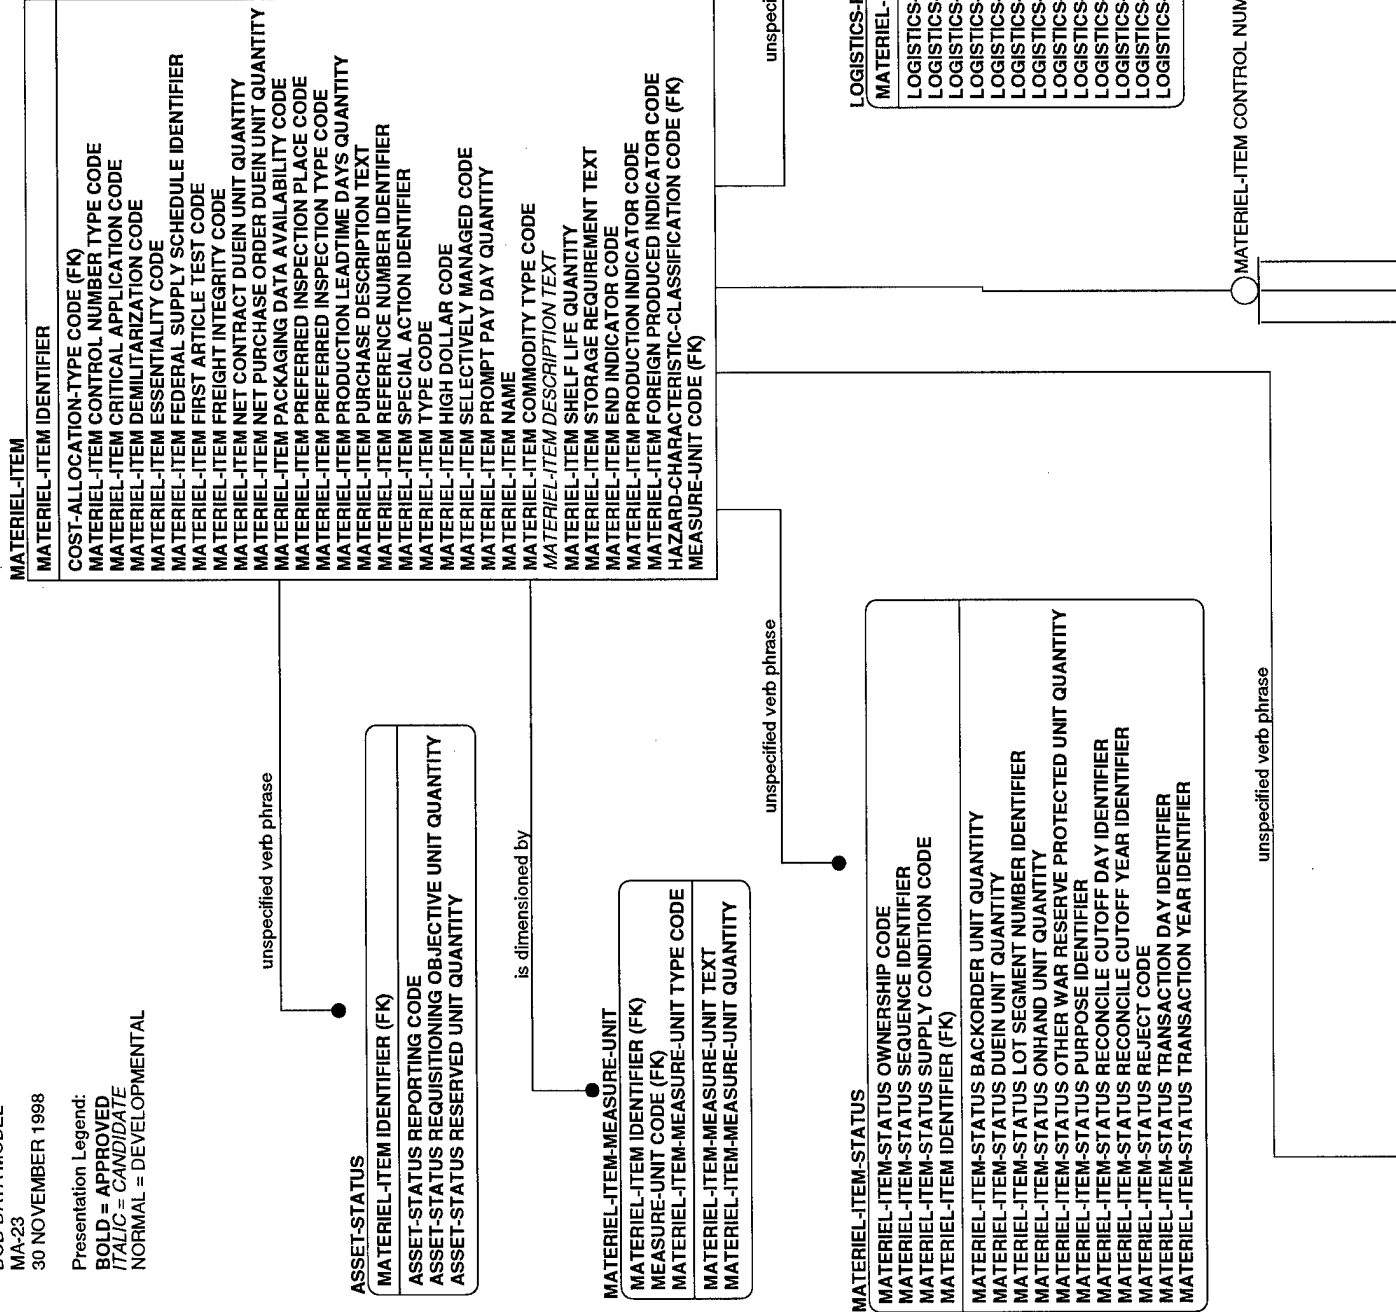 MA-23
30 NOVEMBER 1998
Presentation Legend:
BOLD = APPROVED
ITALIC = CANDIDATE
NORMAL = DEVELOPMENTAL
MATERIEL-ITEM
MATERIEL-ITEM IDENTIFIER
COST-ALLOCATION-TYPE CODE (FK)
MATERIEL-ITEM CONTROL NUMBER TYPE CODE
MATERIEL-ITEM CRITICAL APPLICATION CODE
MATERIEL-ITEM DEMILITARIZATION CODE
MATERIEL-ITEM ESSENTIALITY CODE
MATERIEL-ITEM FEDERAL SUPPLY SCHEDULE IDENTIFIER
MATERIEL-ITEM FIRST ARTICLE TEST CODE
MATERIEL-ITEM FREIGHT INTEGRITY CODE
MATERIEL-ITEM NET CONTRACT DUEIN UNIT QUANTITY
MATERIEL-ITEM NET PURCHASE ORDER DUEIN UNIT QUANTITY
MATERIEL-ITEM PACKAGING DATA AVAILABILITY CODE
MATERIEL-ITEM PREFERRED INSPECTION PLACE CODE
MATERIEL-ITEM PREFERRED INSPECTION TYPE CODE
MATERIEL-ITEM PRODUCTION LEADTIME DAYS QUANTITY
MATERIEL-ITEM PURCHASE DESCRIPTION TEXT
MATERIEL-ITEM REFERENCE NUMBER IDENTIFIER
MATERIEL-ITEM SPECIAL ACTION IDENTIFIER
MATERIEL-ITEM TYPE CODE
MATERIEL-ITEM HIGH DOLLAR CODE
MATERIEL-ITEM SELECTIVELY MANAGED CODE
MATERIEL-ITEM PROMPT PAY DAY QUANTITY
MATERIEL-ITEM NAME
MATERIEL-ITEM COMMODITY TYPE CODE
MATERIEL-ITEM DESCRIPTION TEXT
MATERIEL-ITEM SHELF LIFE QUANTITY
MATERIEL-ITEM STORAGE REQUIREMENT TEXT
MATERIEL-ITEM END INDICATOR CODE
MATERIEL-ITEM PRODUCTION INDICATOR CODE
MATERIEL-ITEM FOREIGN PRODUCED INDICATOR CODE
HAZARD-CHARACTERISTIC-CLASSIFICATION CODE (FK)
MEASURE-UNIT CODE (FK)
unspecified verb phrase
ASSET-STATUS
MATERIEL-ITEM IDENTIFIER (FK)
ASSET-STATUS REPORTING CODE
ASSET-STATUS REQUISITIONING OBJECTIVE UNIT QUANTITY
ASSET-STATUS RESERVED UNIT QUANTITY
is dimensioned by
MATERIEL-ITEM-MEASURE-UNIT
MATERIEL-ITEM IDENTIFIER (FK)
MEASURE-UNIT CODE (FK)
MATERIEL-ITEM-MEASURE-UNIT TYPE CODE
MATERIEL-ITEM-MEASURE-UNIT TEXT
MATERIEL-ITEM-MEASURE-UNIT QUANTITY
unspecified verb phrase
MATERIEL-ITEM-STATUS
MATERIEL-ITEM-STATUS OWNERSHIP CODE
MATERIEL-ITEM-STATUS SEQUENCE IDENTIFIER
MATERIEL-ITEM-STATUS SUPPLY CONDITION CODE
MATERIEL-ITEM IDENTIFIER (FK)
MATERIEL-ITEM-STATUS BACKORDER UNIT QUANTITY
MATERIEL-ITEM-STATUS DUEIN UNIT QUANTITY
MATERIEL-ITEM-STATUS LOT SEGMENT NUMBER IDENTIFIER
MATERIEL-ITEM-STATUS ONHAND UNIT QUANTITY
MATERIEL-ITEM-STATUS OTHER WAR RESERVE PROTECTED UNIT QUANTITY
MATERIEL-ITEM-STATUS PURPOSE IDENTIFIER
MATERIEL-ITEM-STATUS RECONCILE CUTOFF DAY IDENTIFIER
MATERIEL-ITEM-STATUS RECONCILE CUTOFF YEAR IDENTIFIER
MATERIEL-ITEM-STATUS REJECT CODE
MATERIEL-ITEM-STATUS TRANSACTION DAY IDENTIFIER
MATERIEL-ITEM-STATUS TRANSACTION YEAR IDENTIFIER
unspecified verb phrase
unspeci
LOGISTICS-
MATERIEL-
LOGISTICS-
LOGISTICS-
LOGISTICS-
LOGISTICS-
LOGISTICS-
LOGISTICS-
LOGISTICS-
LOGISTICS-
LOGISTICS-
LOGISTICS-
LOGISTICS-
LOGISTICS-
LOGISTICS-
MATERIEL-ITEM CONTROL NUM